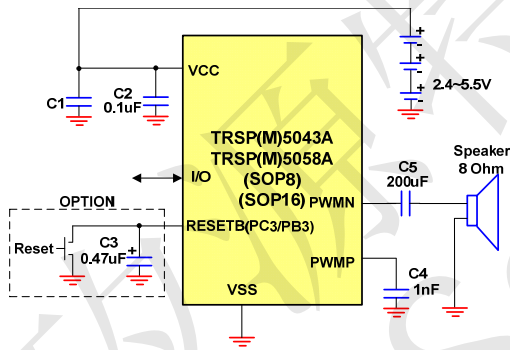 VCC
C1
C2
0.1uF
+
-
+
-
+
-
2.4~5.5V
TRSP(M)5043A
TRSP(M)5058A
(SOP8)
(SOP16)
I/O
OPTION
Reset
C3
0.47uF
+
RESETB(PC3/PB3)
PWMN
C5
200uF
Speaker
8 Ohm
PWMP
C4
1nF
VSS